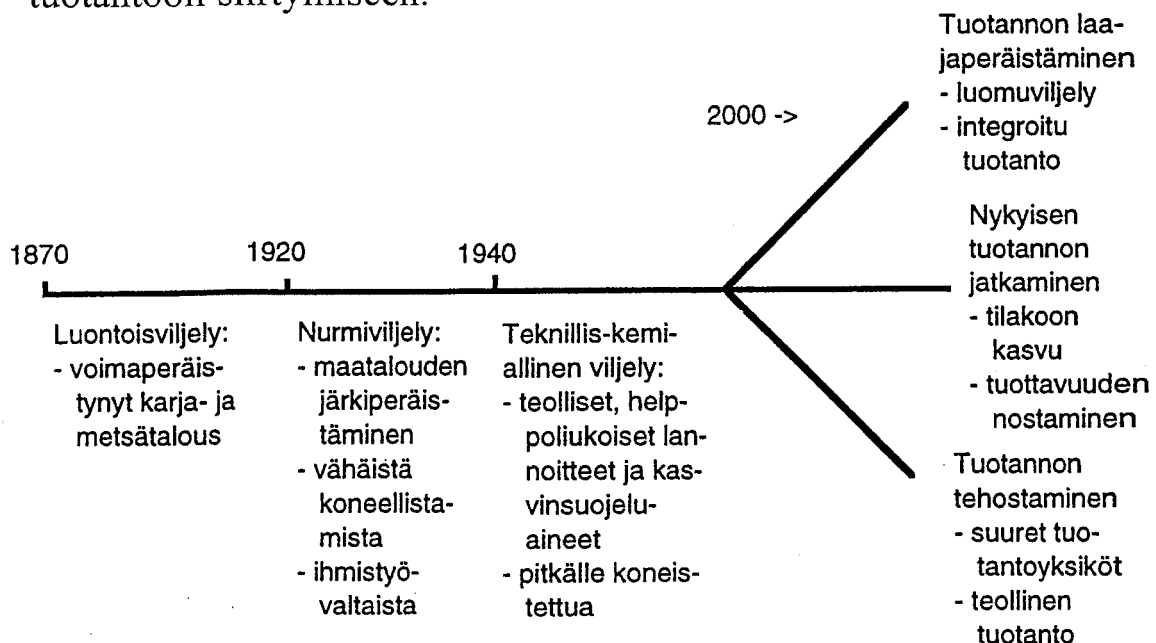 tuotantoon siirtymiseen.
Tuotannon laa-
japeräistäminen
- luomuviljely
- integroitu
tuotanto
2000 ->
Nykyisen
tuotannon
jatkaminen
- tilakoon
kasvu
- tuottavuuden
nostaminen
Tuotannon
tehostaminen
- suuret tuo-
tantoyksiköt
- teollinen
tuotanto
1870
1920
1940
Luontoisviljely:
- voimaperäis-
tynyt karja- ja
metsätalous
Nurmiviljely:
- maatalouden
järkiperäis-
täminen
- vähäistä
koneellista-
mista
- ihmistyö-
valtaista
Teknillis-kemi-
allinen viljely:
- teolliset, help-
poliukoiset lan-
noitteet ja kas-
vinsuojelu-
aineet
- pitkälle koneis-
tettua